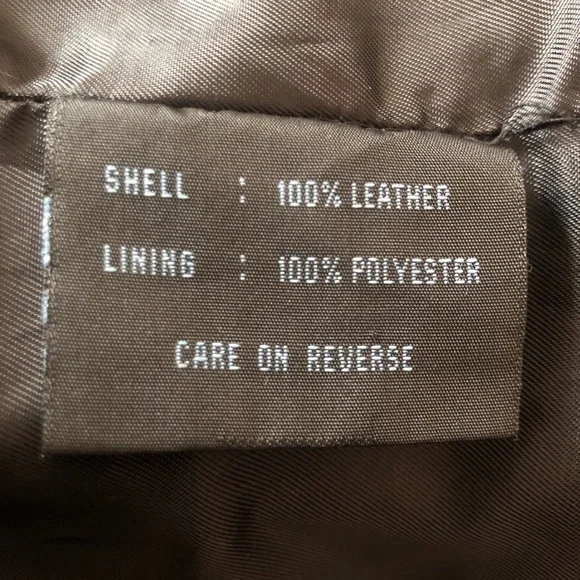 SHELL : 100% LEATHER
LINING : 100% POLYESTER
CARE ON REVERSE